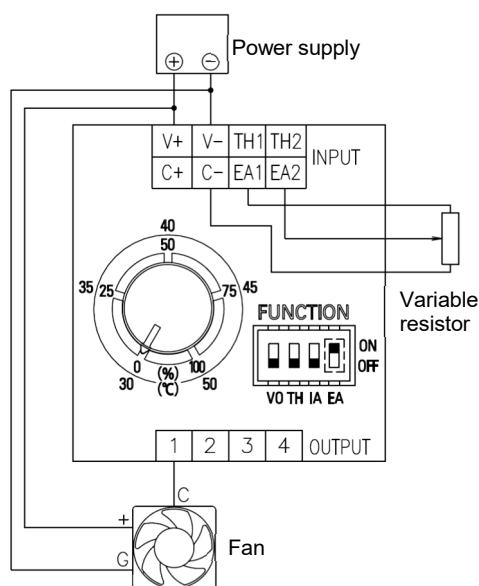 Power supply
+ −
V+ V− TH1 TH2
INPUT
C+ C− EA1 EA2
40
50
35 25 75 45
0 100
(%)
30 (℃) 50
Variable
resistor
FUNCTION
ON
OFF
VO TH IA EA
1 2 3 4 OUTPUT
C
+
G
Fan